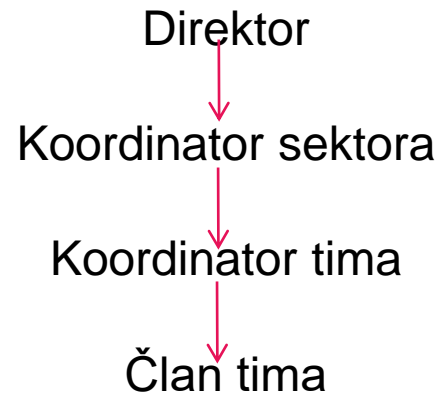 Direktor
Koordinator sektora
Koordinator tima
Član tima